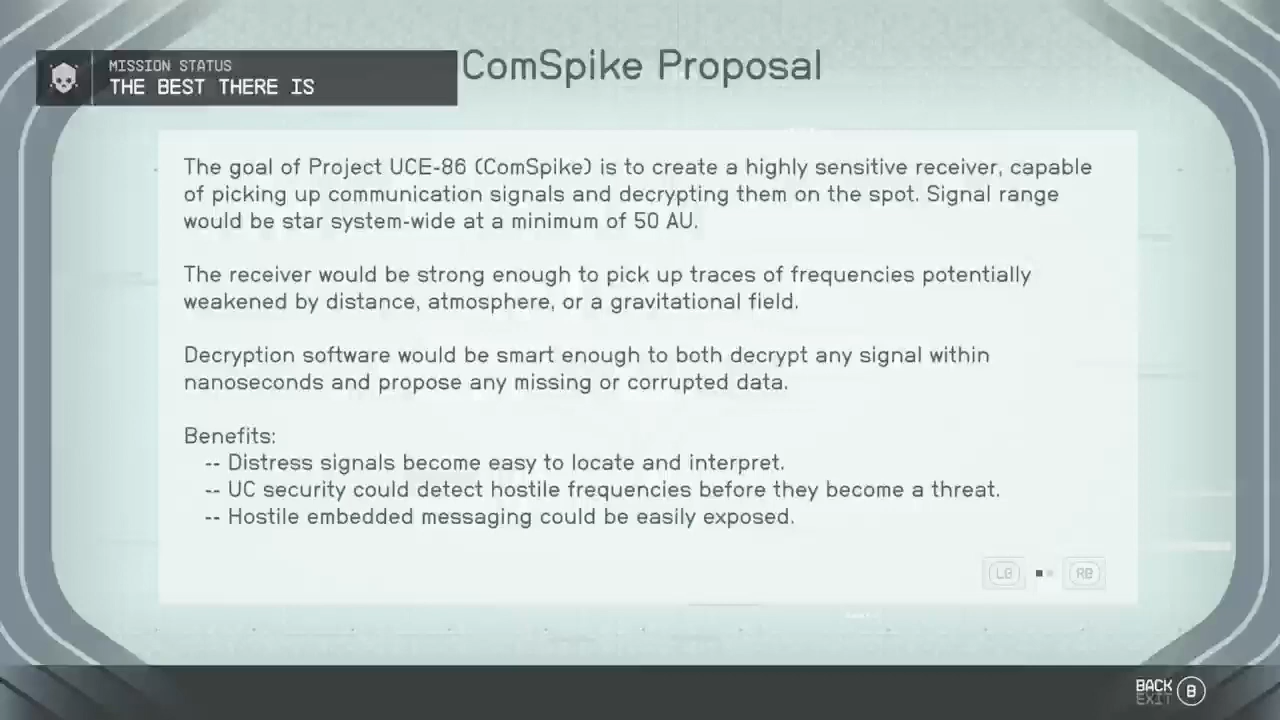 MISSION STATUS
THE BEST THERE IS
ComSpike Proposal
The goal of Project UCE-86 (ComSpike) is to create a highly sensitive receiver, capable
of picking up communication signals and decrypting them on the spot. Signal range
would be star system-wide at a minimum of 50 AU.
The receiver would be strong enough to pick up traces of frequencies potentially
weakened by distance, atmosphere, or a gravitational field.
Decryption software would be smart enough to both decrypt any signal within
nanoseconds and propose any missing or corrupted data.
Benefits:
-- Distress signals become easy to locate and interpret.
-- UC security could detect hostile frequencies before they become a threat.
-- Hostile embedded messaging could be easily exposed.
LB RB
BACK
EXIT B